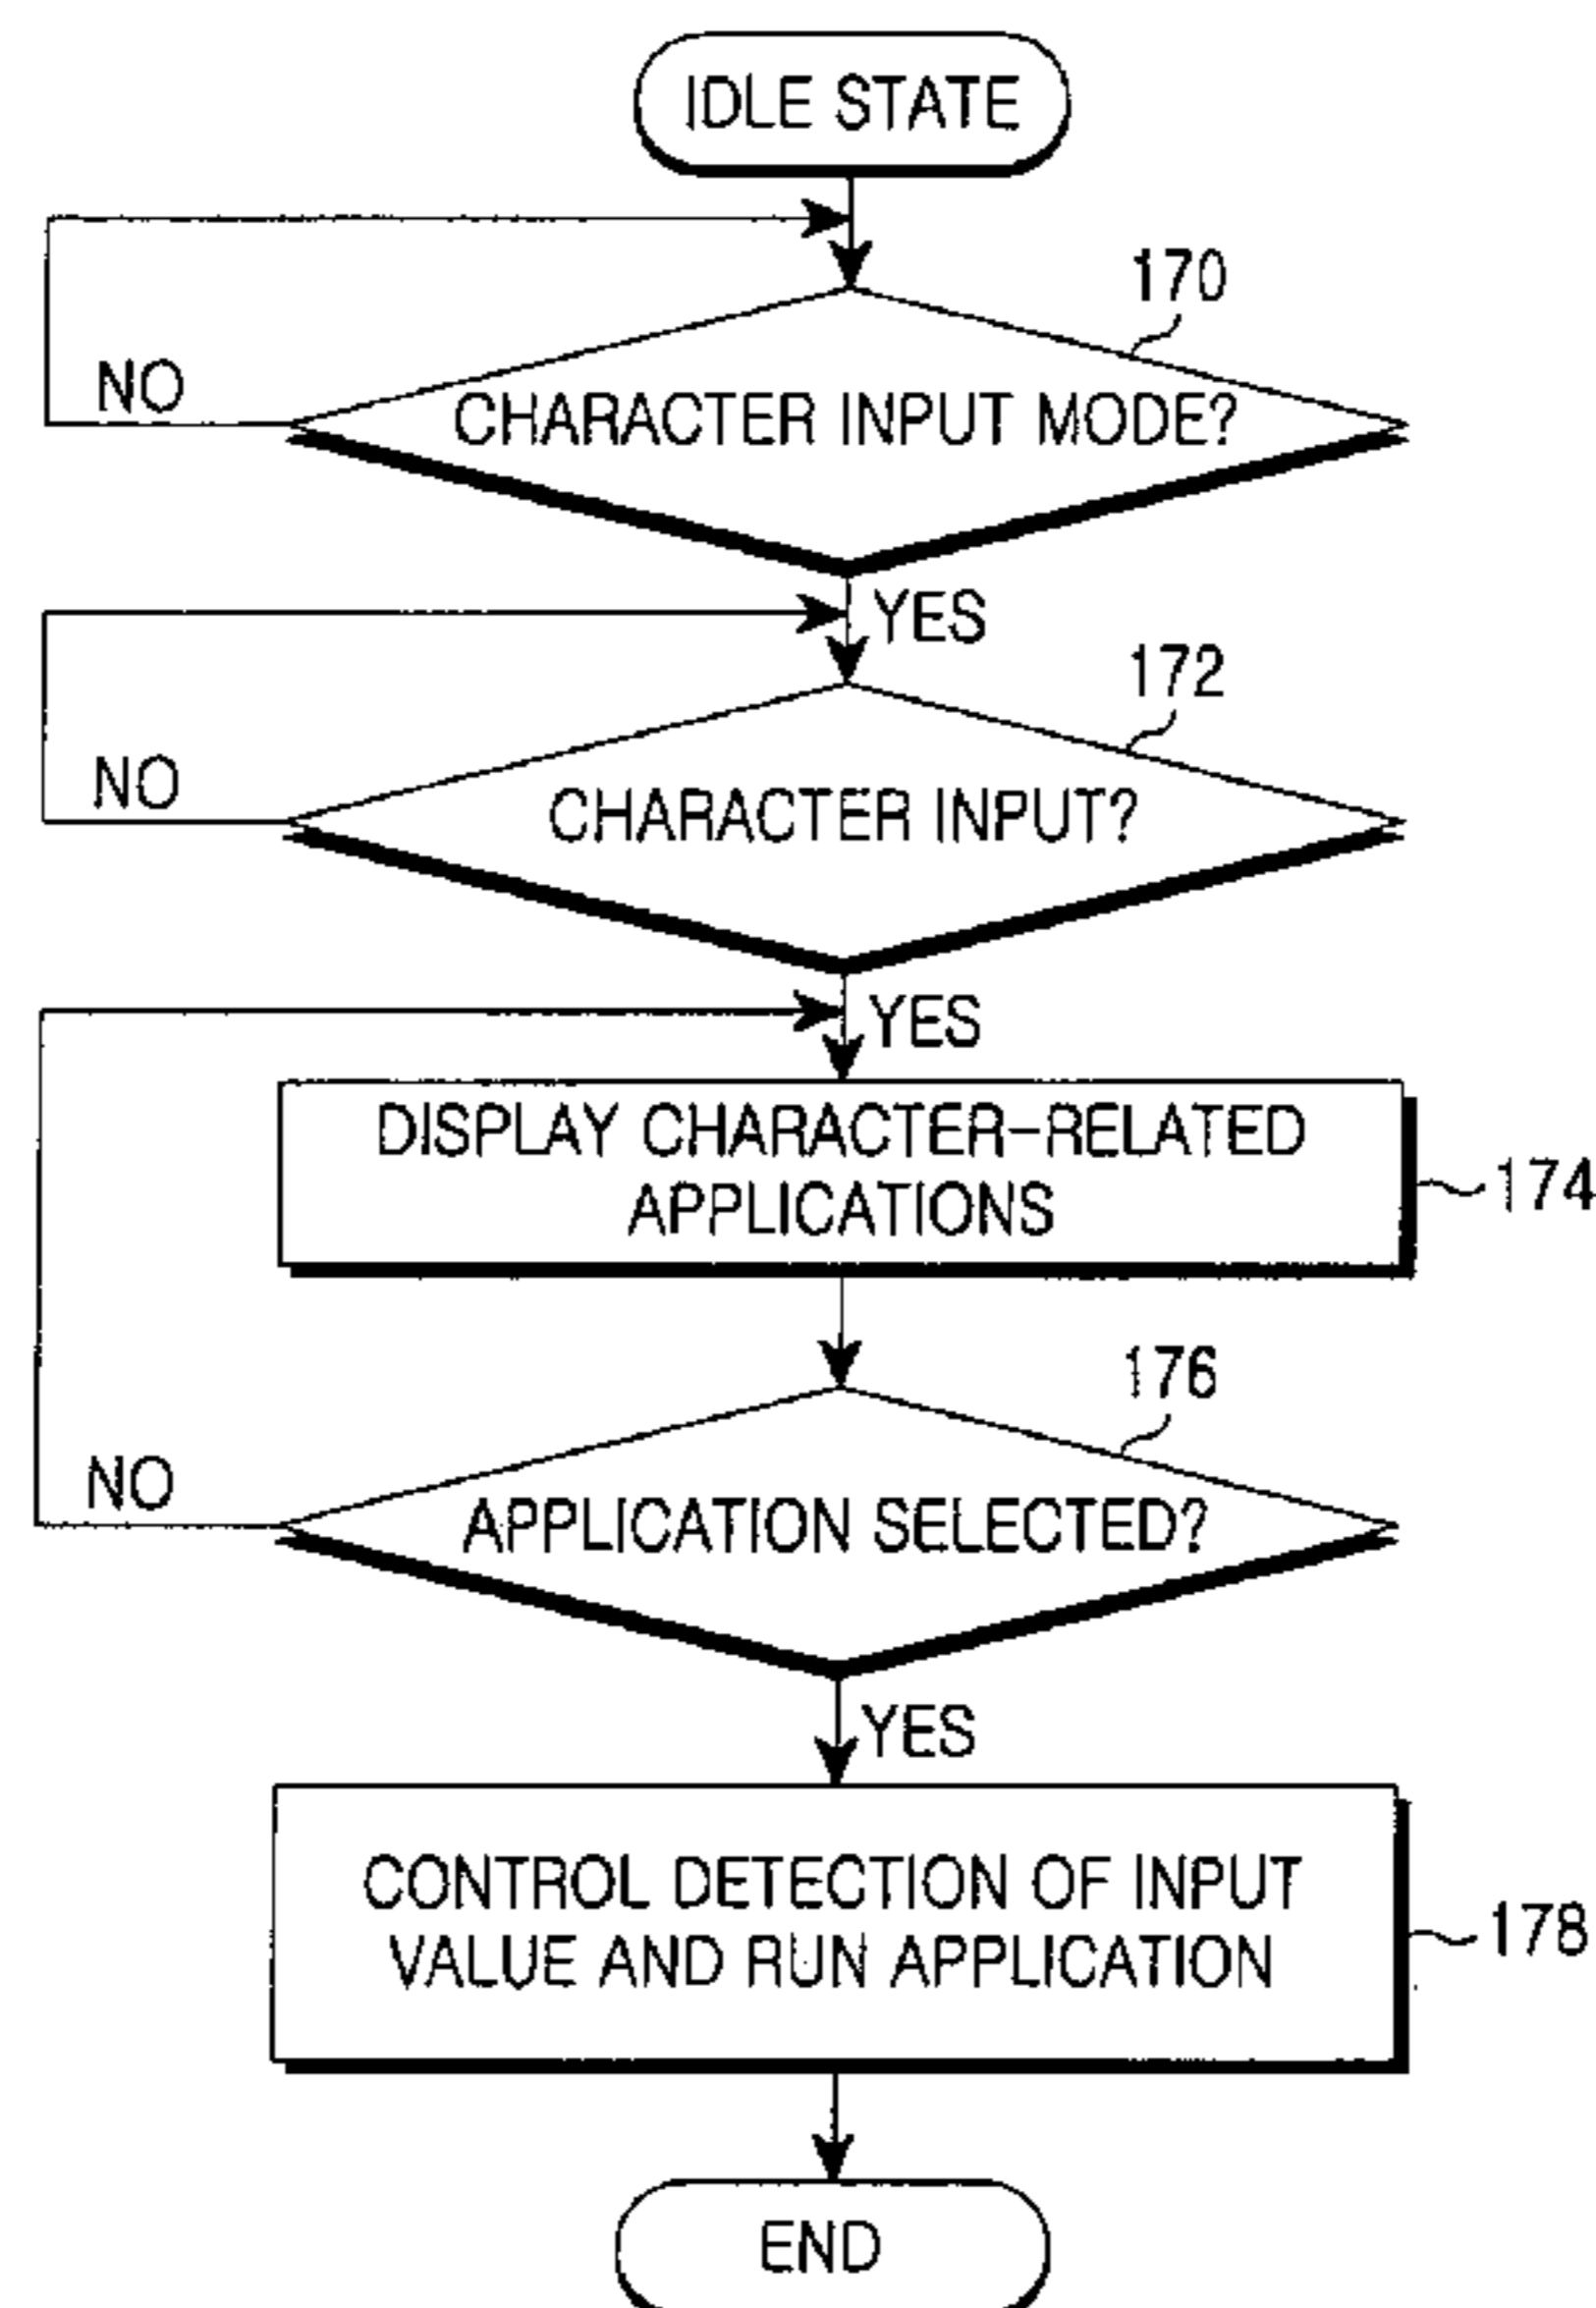 IDLE STATE
170
NO
CHARACTER INPUT MODE?
YES
172
NO
CHARACTER INPUT?
YES
DISPLAY CHARACTER-RELATED
APPLICATIONS
174
176
NO
APPLICATION SELECTED?
YES
CONTROL DETECTION OF INPUT
VALUE AND RUN APPLICATION
178
END